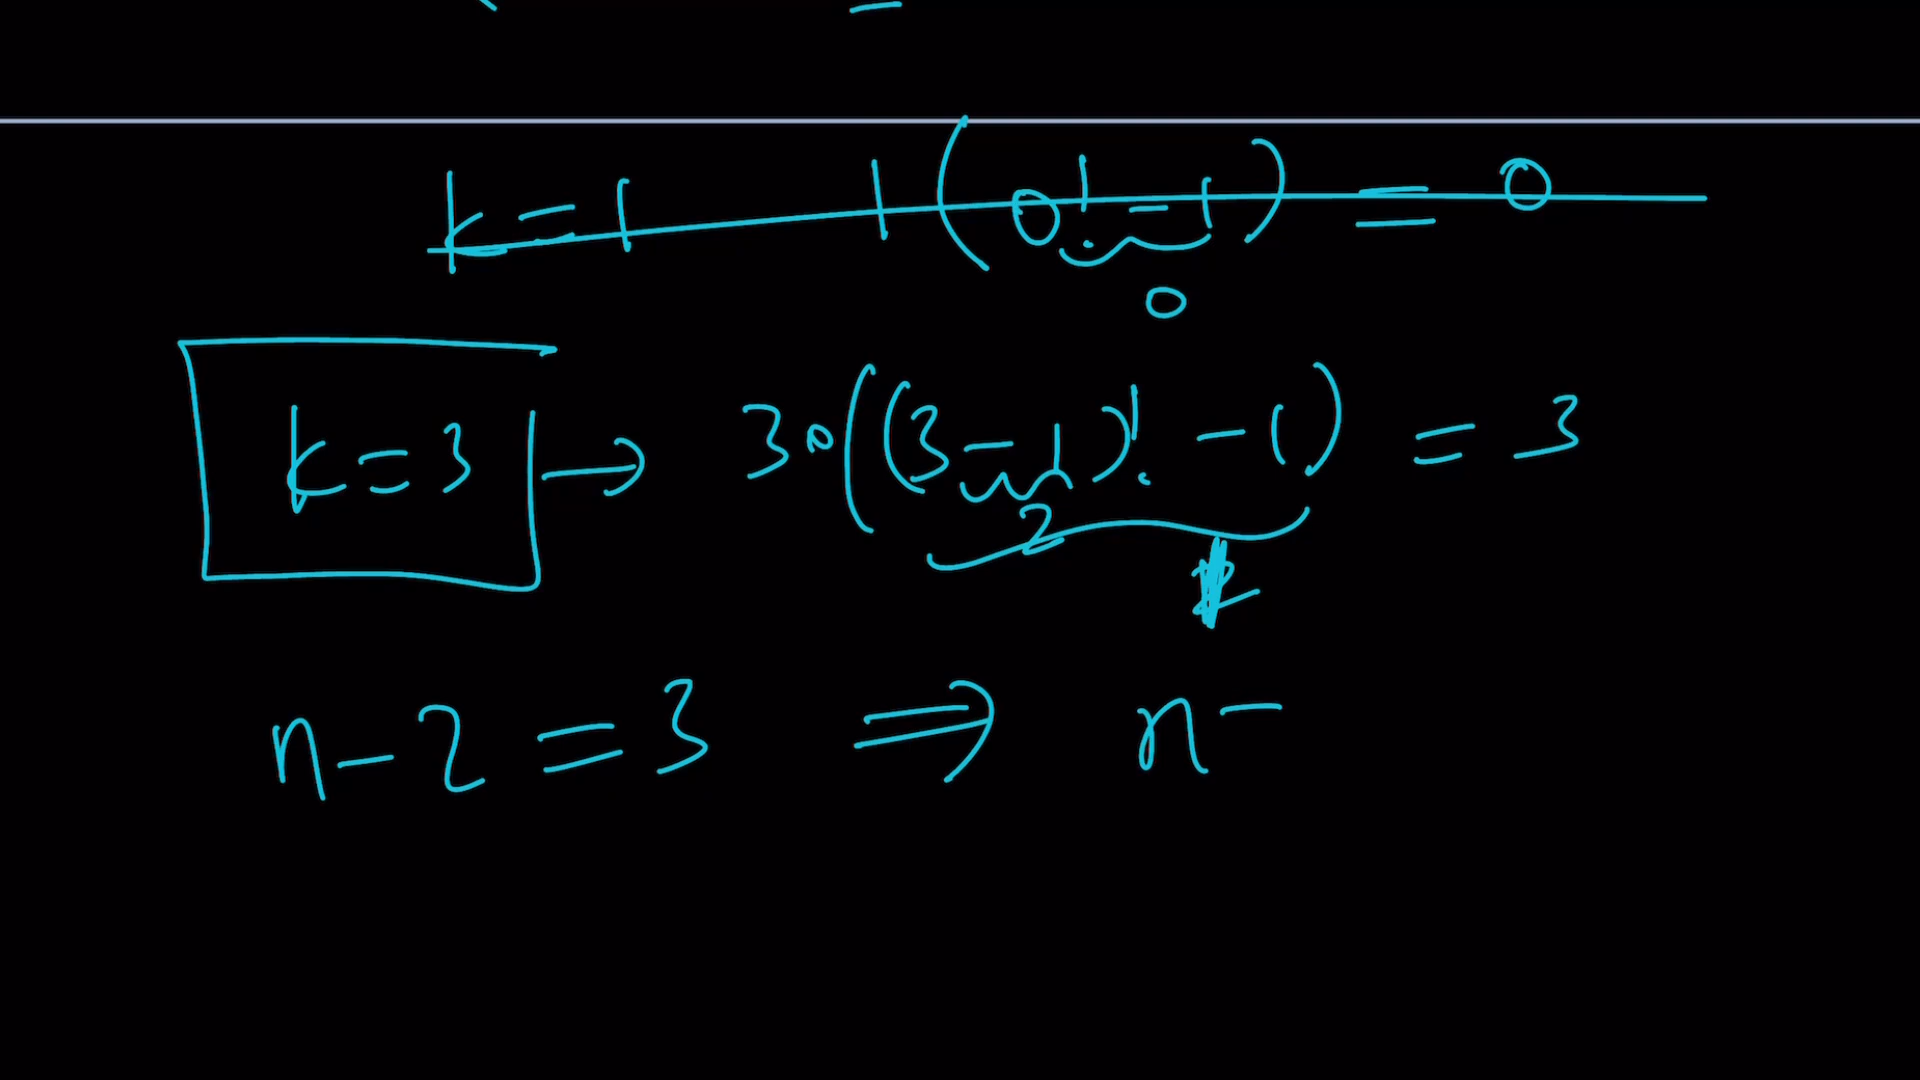 k = 1 1 (0! - 1) = 0
0
k = 3 → 3 • ((3 - 1)! - 1) = 3
2
n - 2 = 3 ⇒ n -